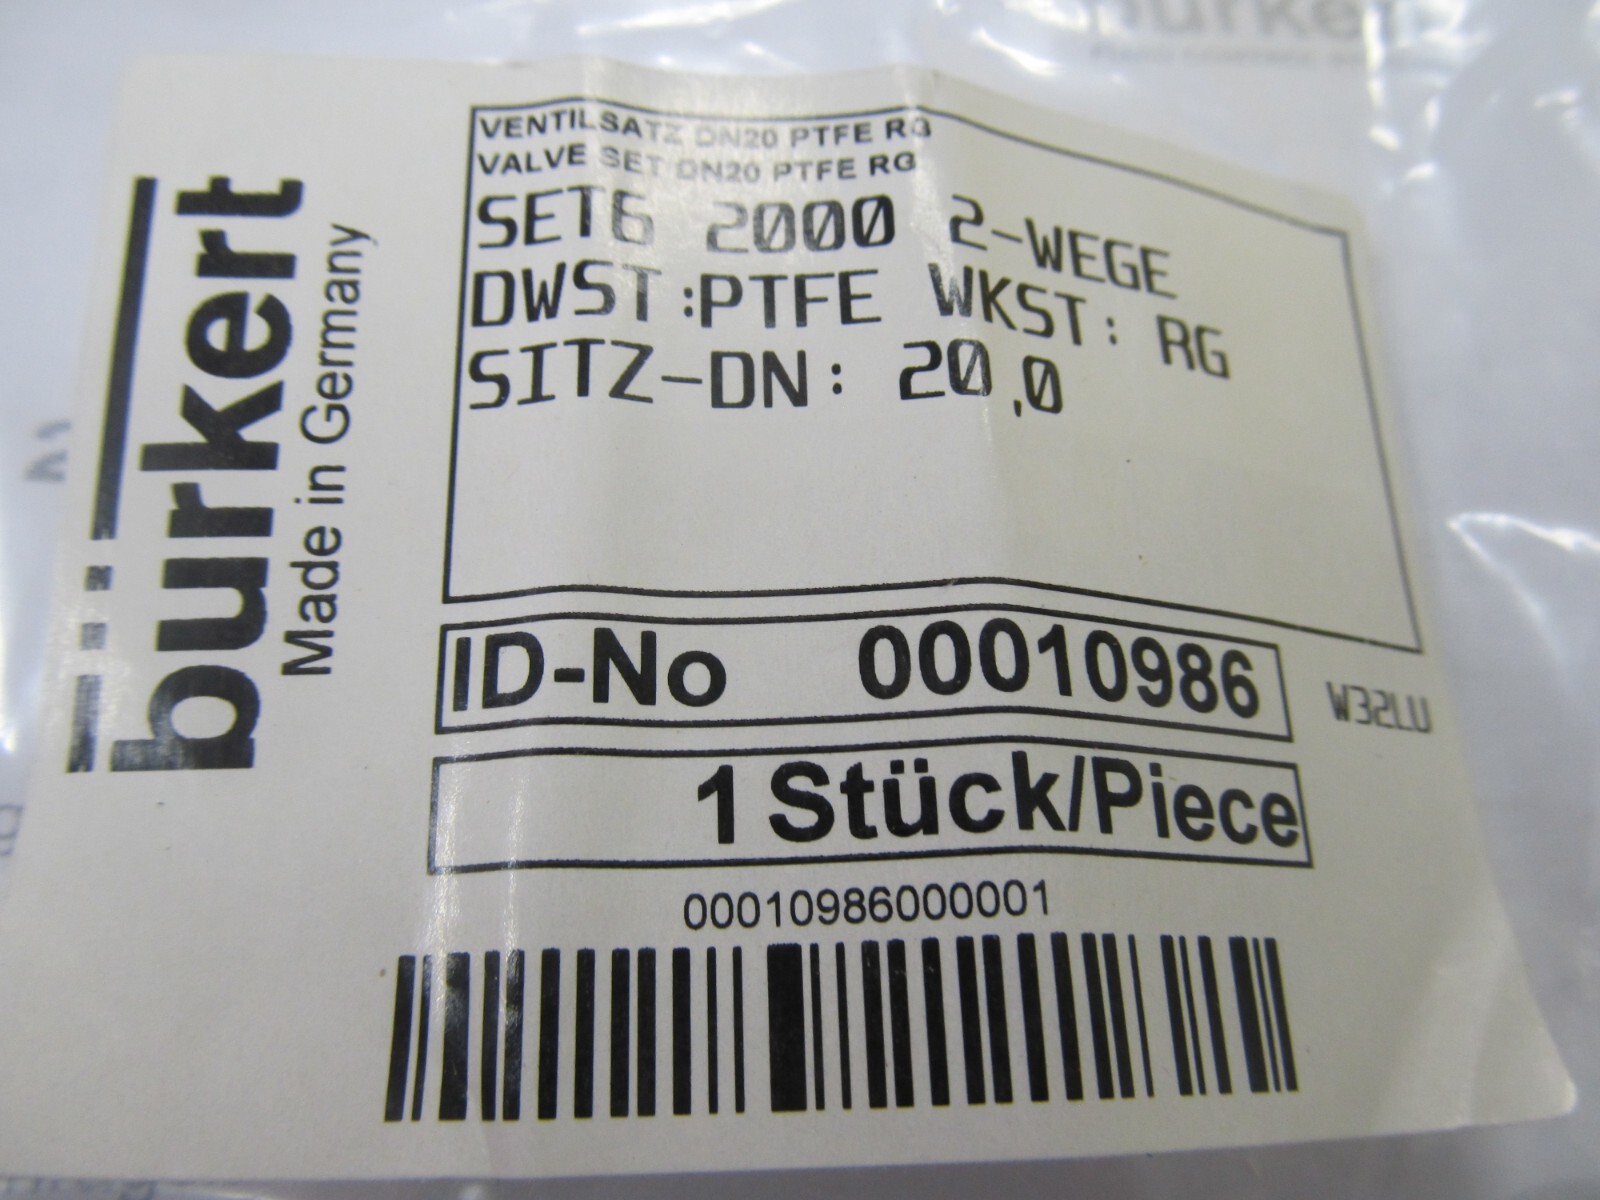 bürkert
Made in Germany
VENTILSATZ DN20 PTFE RG
VALVE SET DN20 PTFE RG
SET6 2000 2-WEGE
DWST:PTFE WKST: RG
SITZ-DN: 20,0
ID-No 00010986
W32LU
1 Stück/Piece
00010986000001
bürkert